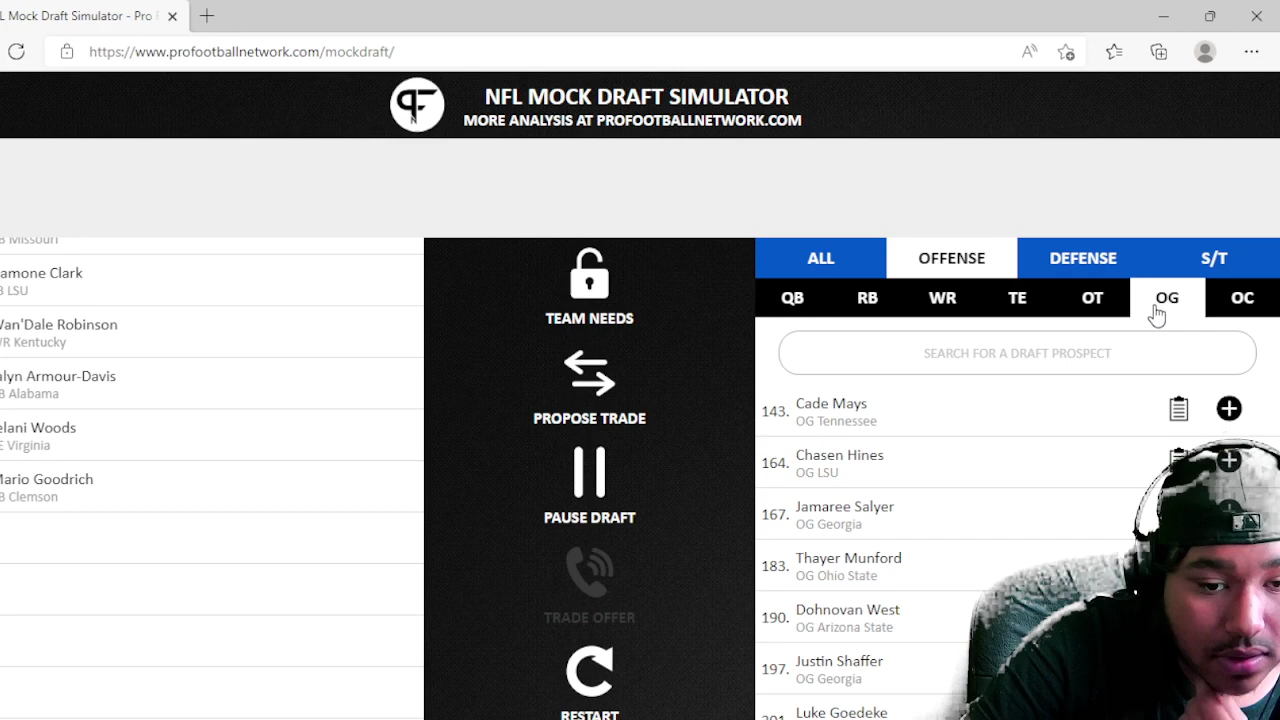 L Mock Draft Simulator - Pro F
https://www.profootballnetwork.com/mockdraft/
NFL MOCK DRAFT SIMULATOR
MORE ANALYSIS AT PROFOOTBALLNETWORK.COM
B Missouri
amone Clark
B LSU
Wan'Dale Robinson
WR Kentucky
alyn Armour-Davis
B Alabama
elani Woods
E Virginia
Mario Goodrich
B Clemson
TEAM NEEDS
PROPOSE TRADE
PAUSE DRAFT
TRADE OFFER
RESTART
ALL OFFENSE DEFENSE S/T
QB RB WR TE OT OG OC
SEARCH FOR A DRAFT PROSPECT
143. Cade Mays
OG Tennessee
164. Chasen Hines
OG LSU
167. Jamaree Salyer
OG Georgia
183. Thayer Munford
OG Ohio State
190. Dohnovan West
OG Arizona State
197. Justin Shaffer
OG Georgia
201. Luke Goedeke